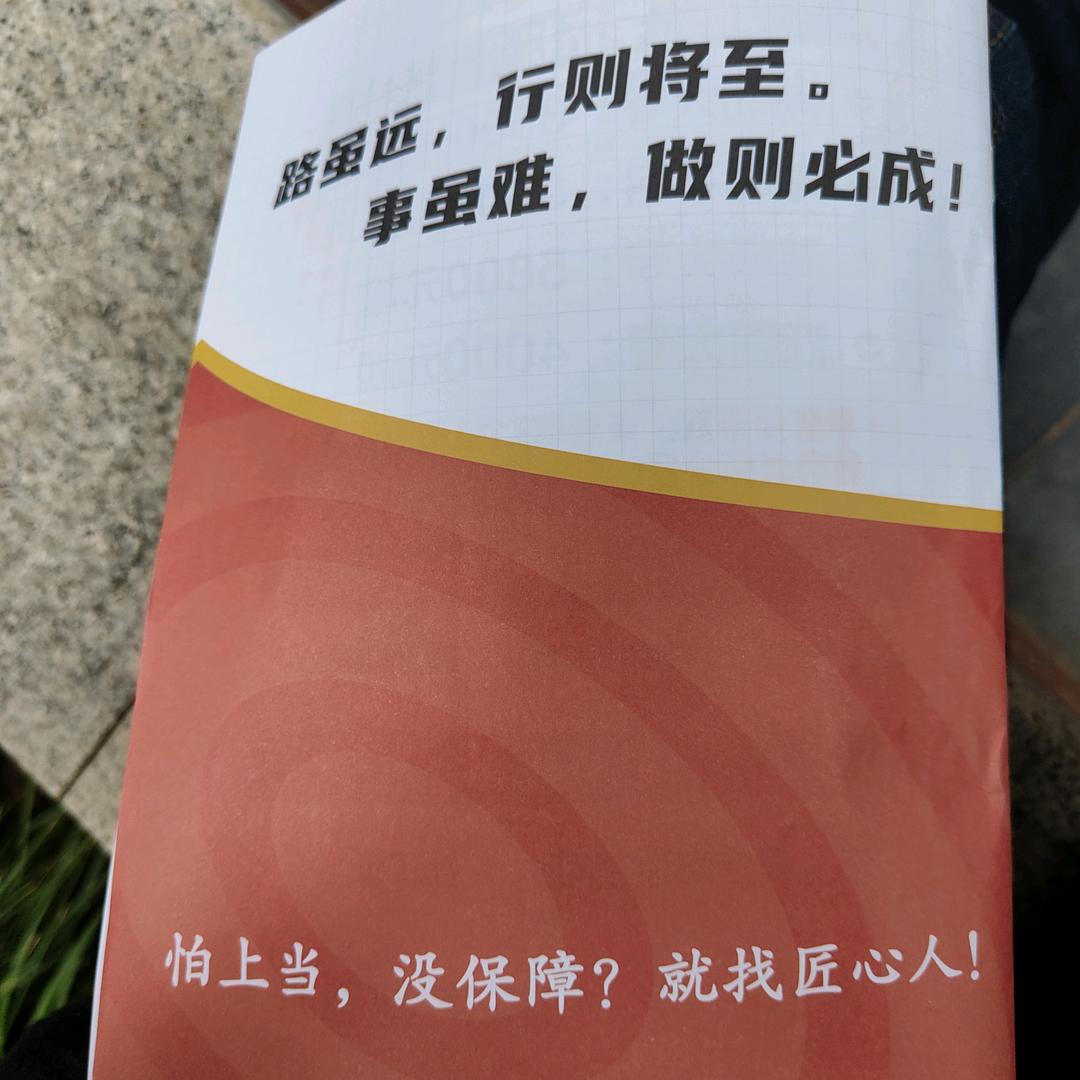 路虽远，行则将至。
事虽难，做则必成！
怕上当，没保障？就找匠心人！